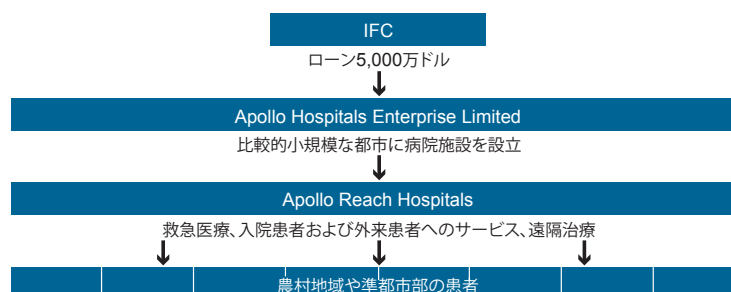 IFC
ローン5,000万ドル
Apollo Hospitals Enterprise Limited
比較的小規模な都市に病院施設を設立
Apollo Reach Hospitals
救急医療、入院患者および外来患者へのサービス、遠隔治療
農村地域や準都市部の患者